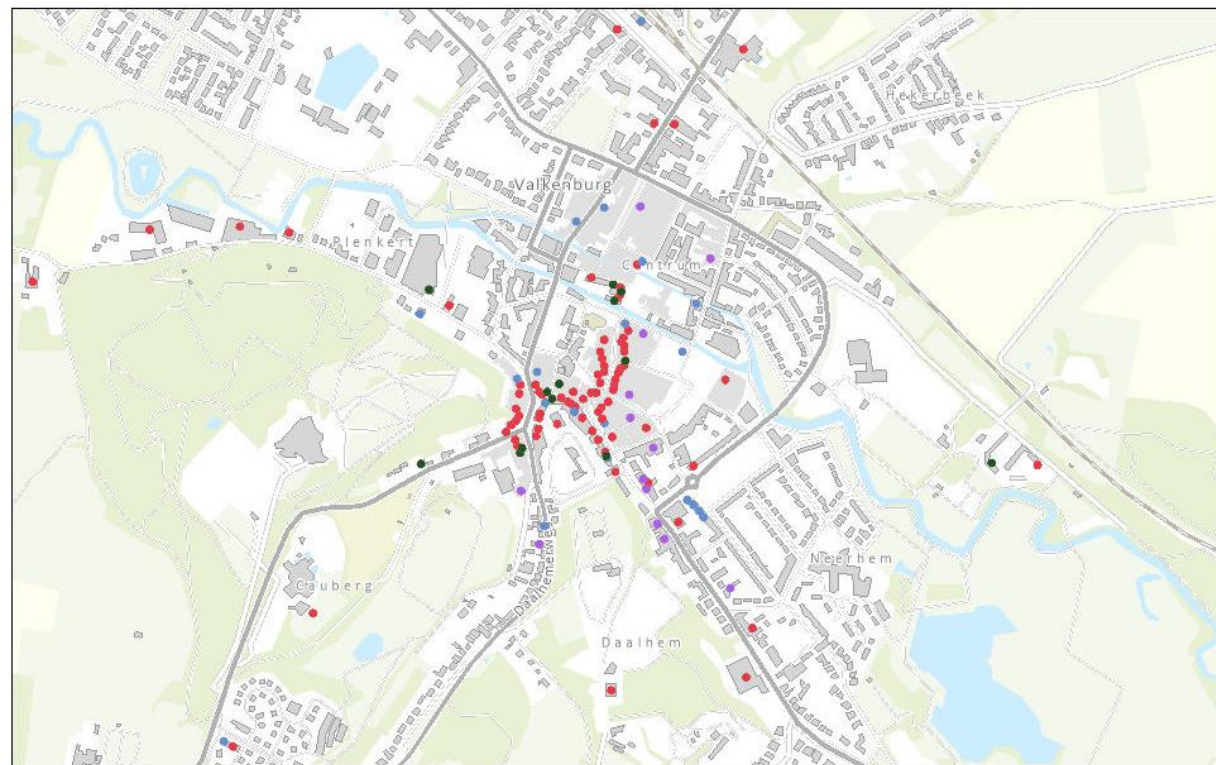 Hekerbeek
Valkenburg
Plenkert
Centrum
Neerhem
Cauberg
Daalhemerweg
Daalhem